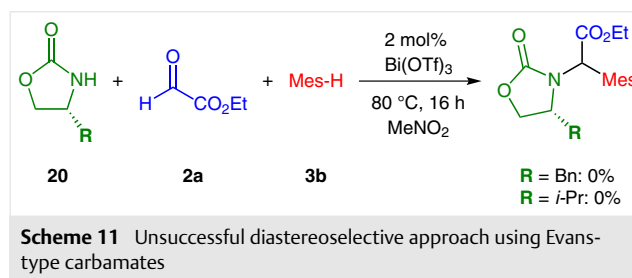 O
NH
O
R
+
O
H
CO₂Et
+
Mes-H
2 mol%
Bi(OTf)₃
80 °C, 16 h
MeNO₂
O
CO₂Et
N
Mes
O
R
20
2a
3b
R = Bn: 0%
R = i-Pr: 0%
Scheme 11 Unsuccessful diastereoselective approach using Evans-
type carbamates